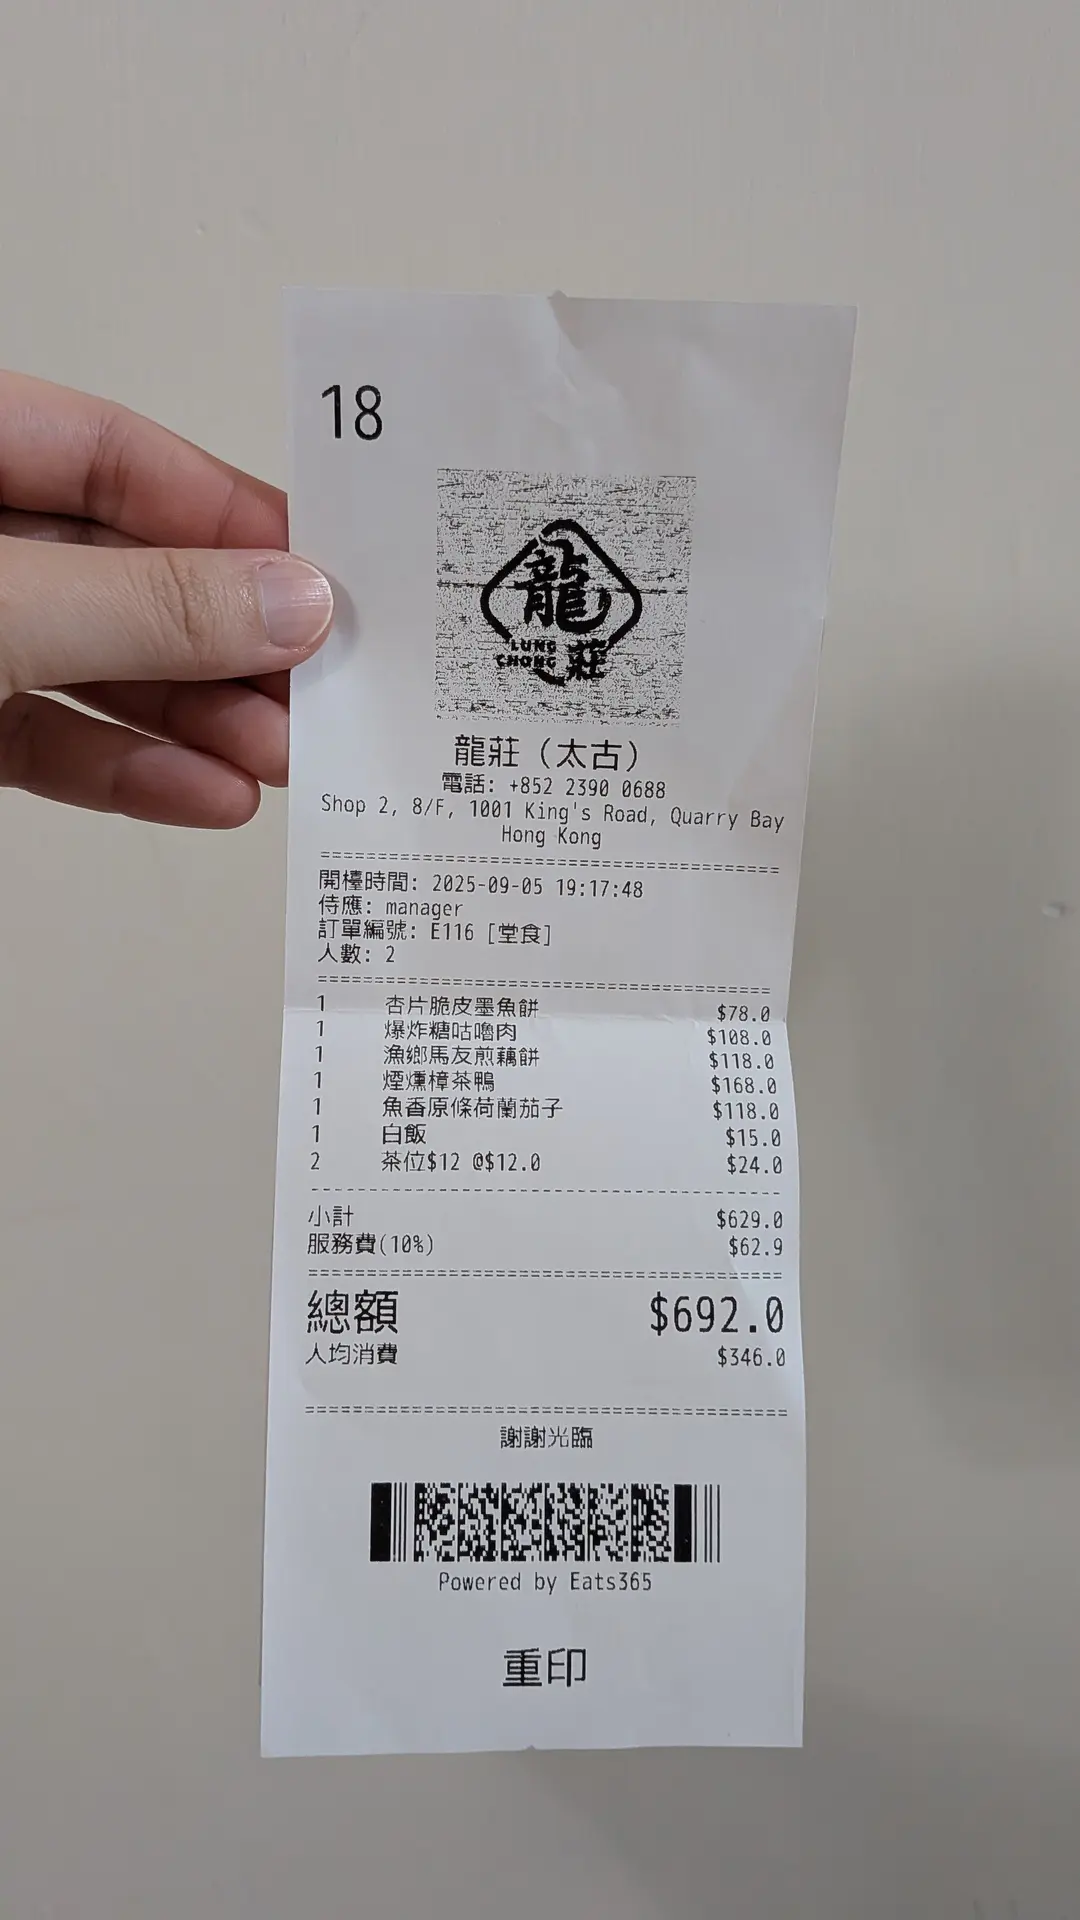 18
龍
LUNG
CHONG 莊
龍莊（太古）
電話: +852 2390 0688
Shop 2, 8/F, 1001 King's Road, Quarry Bay
Hong Kong
開檯時間: 2025-09-05 19:17:48
侍應: manager
訂單編號: E116 [堂食]
人數: 2
1 杏片脆皮墨魚餅 $78.0
1 爆炸糖咕嚕肉 $108.0
1 漁鄉馬友煎藕餅 $118.0
1 煙燻樟茶鴨 $168.0
1 魚香原條荷蘭茄子 $118.0
1 白飯 $15.0
2 茶位$12 @$12.0 $24.0
小計 $629.0
服務費(10%) $62.9
總額 $692.0
人均消費 $346.0
謝謝光臨
Powered by Eats365
重印